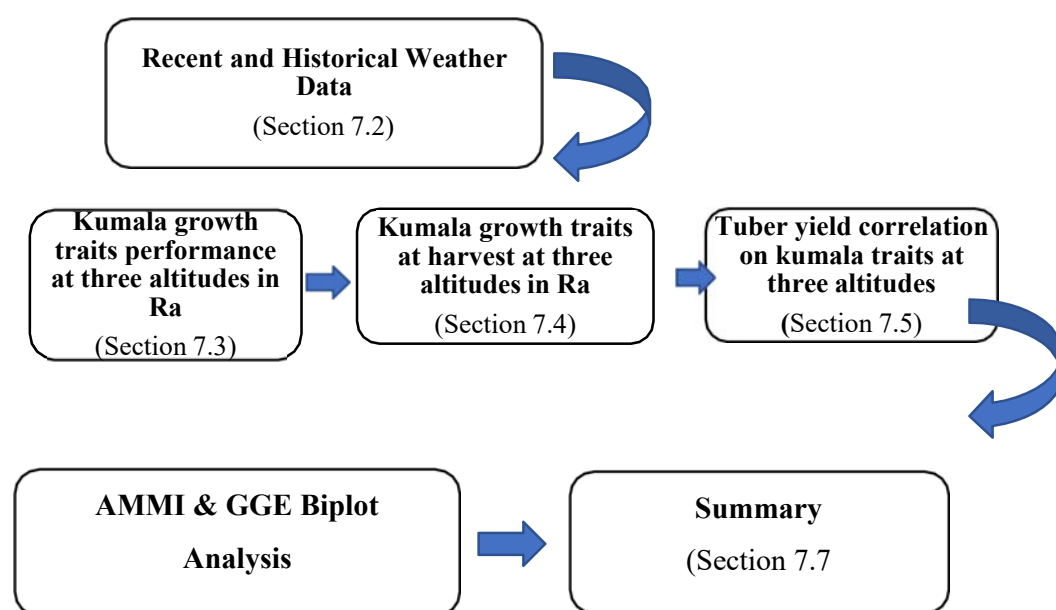 Recent and Historical Weather
Data
(Section 7.2)
Kumala growth
traits performance
at three altitudes in
Ra
(Section 7.3)
Kumala growth traits
at harvest at three
altitudes in Ra
(Section 7.4)
Tuber yield correlation
on kumala traits at
three altitudes
(Section 7.5)
AMMI & GGE Biplot
Analysis
Summary
(Section 7.7